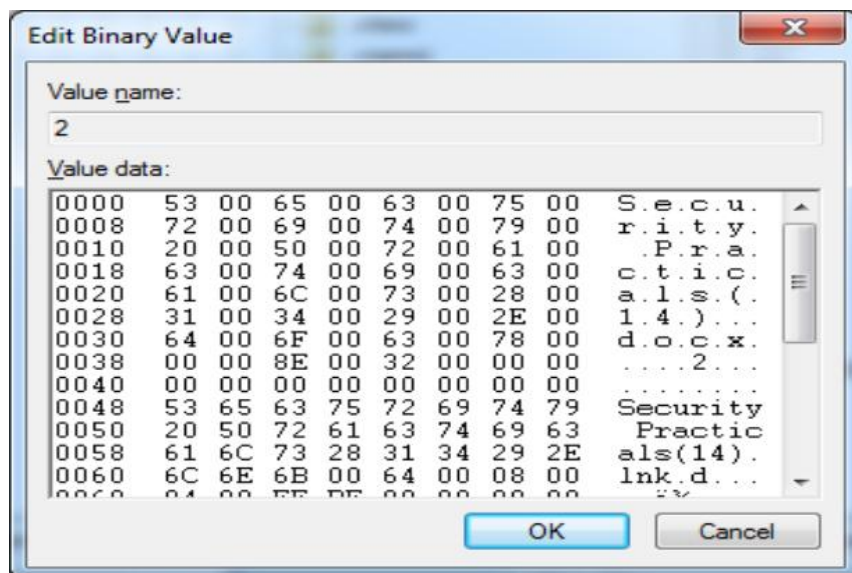 Edit Binary Value
Value name:
2
Value data:
0000 53 00 65 00 63 00 75 00 S.e.c.u.
0008 72 00 69 00 74 00 79 00 r.i.t.y.
0010 20 00 50 00 72 00 61 00 .P.r.a.
0018 63 00 74 00 69 00 63 00 c.t.i.c.
0020 61 00 6C 00 73 00 28 00 a.l.s.(.
0028 31 00 34 00 29 00 2E 00 1.4.)...
0030 64 00 6F 00 63 00 78 00 d.o.c.x.
0038 00 00 8E 00 32 00 00 00 ....2...
0040 00 00 00 00 00 00 00 00 ........
0048 53 65 63 75 72 69 74 79 Security
0050 20 50 72 61 63 74 69 63 Practic
0058 61 6C 73 28 31 34 29 2E als(14).
0060 6C 6E 6B 00 64 00 08 00 lnk.d...
OK Cancel